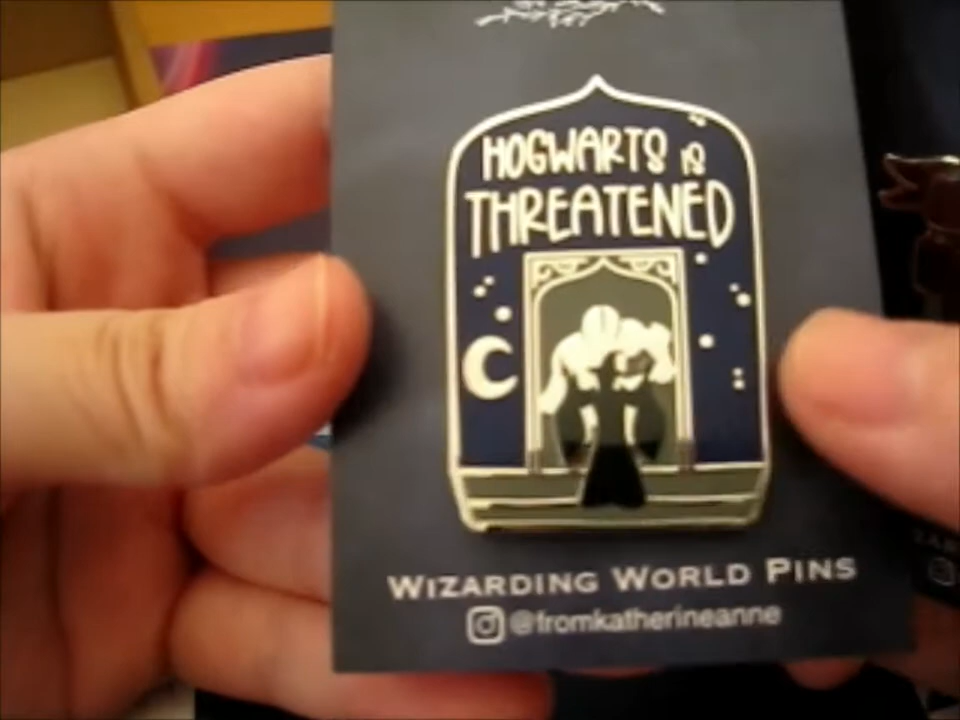 HOGWARTS IS
THREATENED
WIZARDING WORLD PINS
@fromkatherineanne